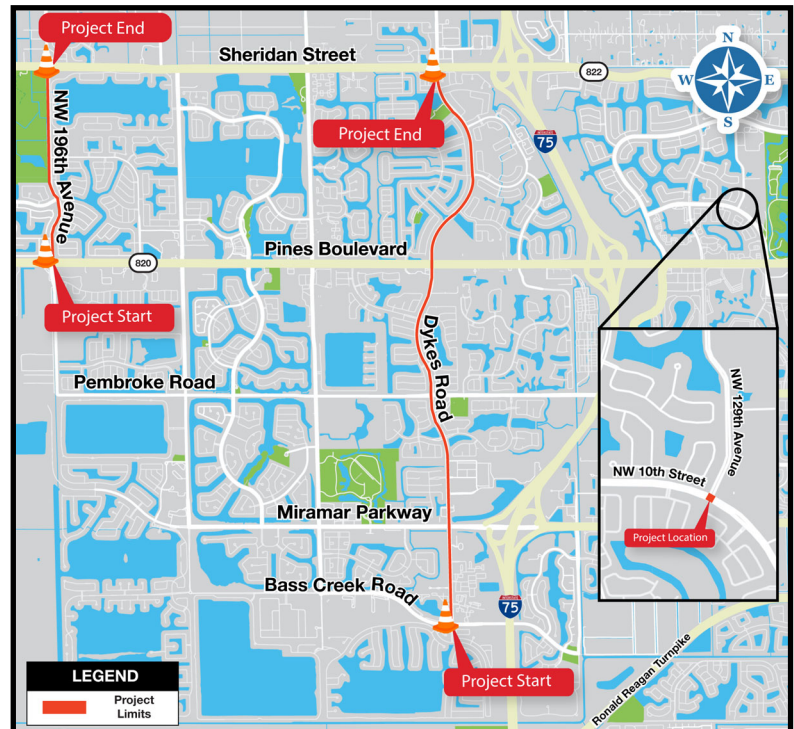 Project End
Sheridan Street
822
N
W
E
S
Project End
75
NW 196th Avenue
Pines Boulevard
820
Project Start
Dykes Road
Pembroke Road
NW 129th Avenue
NW 10th Street
Project Location
Miramar Parkway
Bass Creek Road
75
Project Start
Ronald Reagan Turnpike
LEGEND
Project
Limits